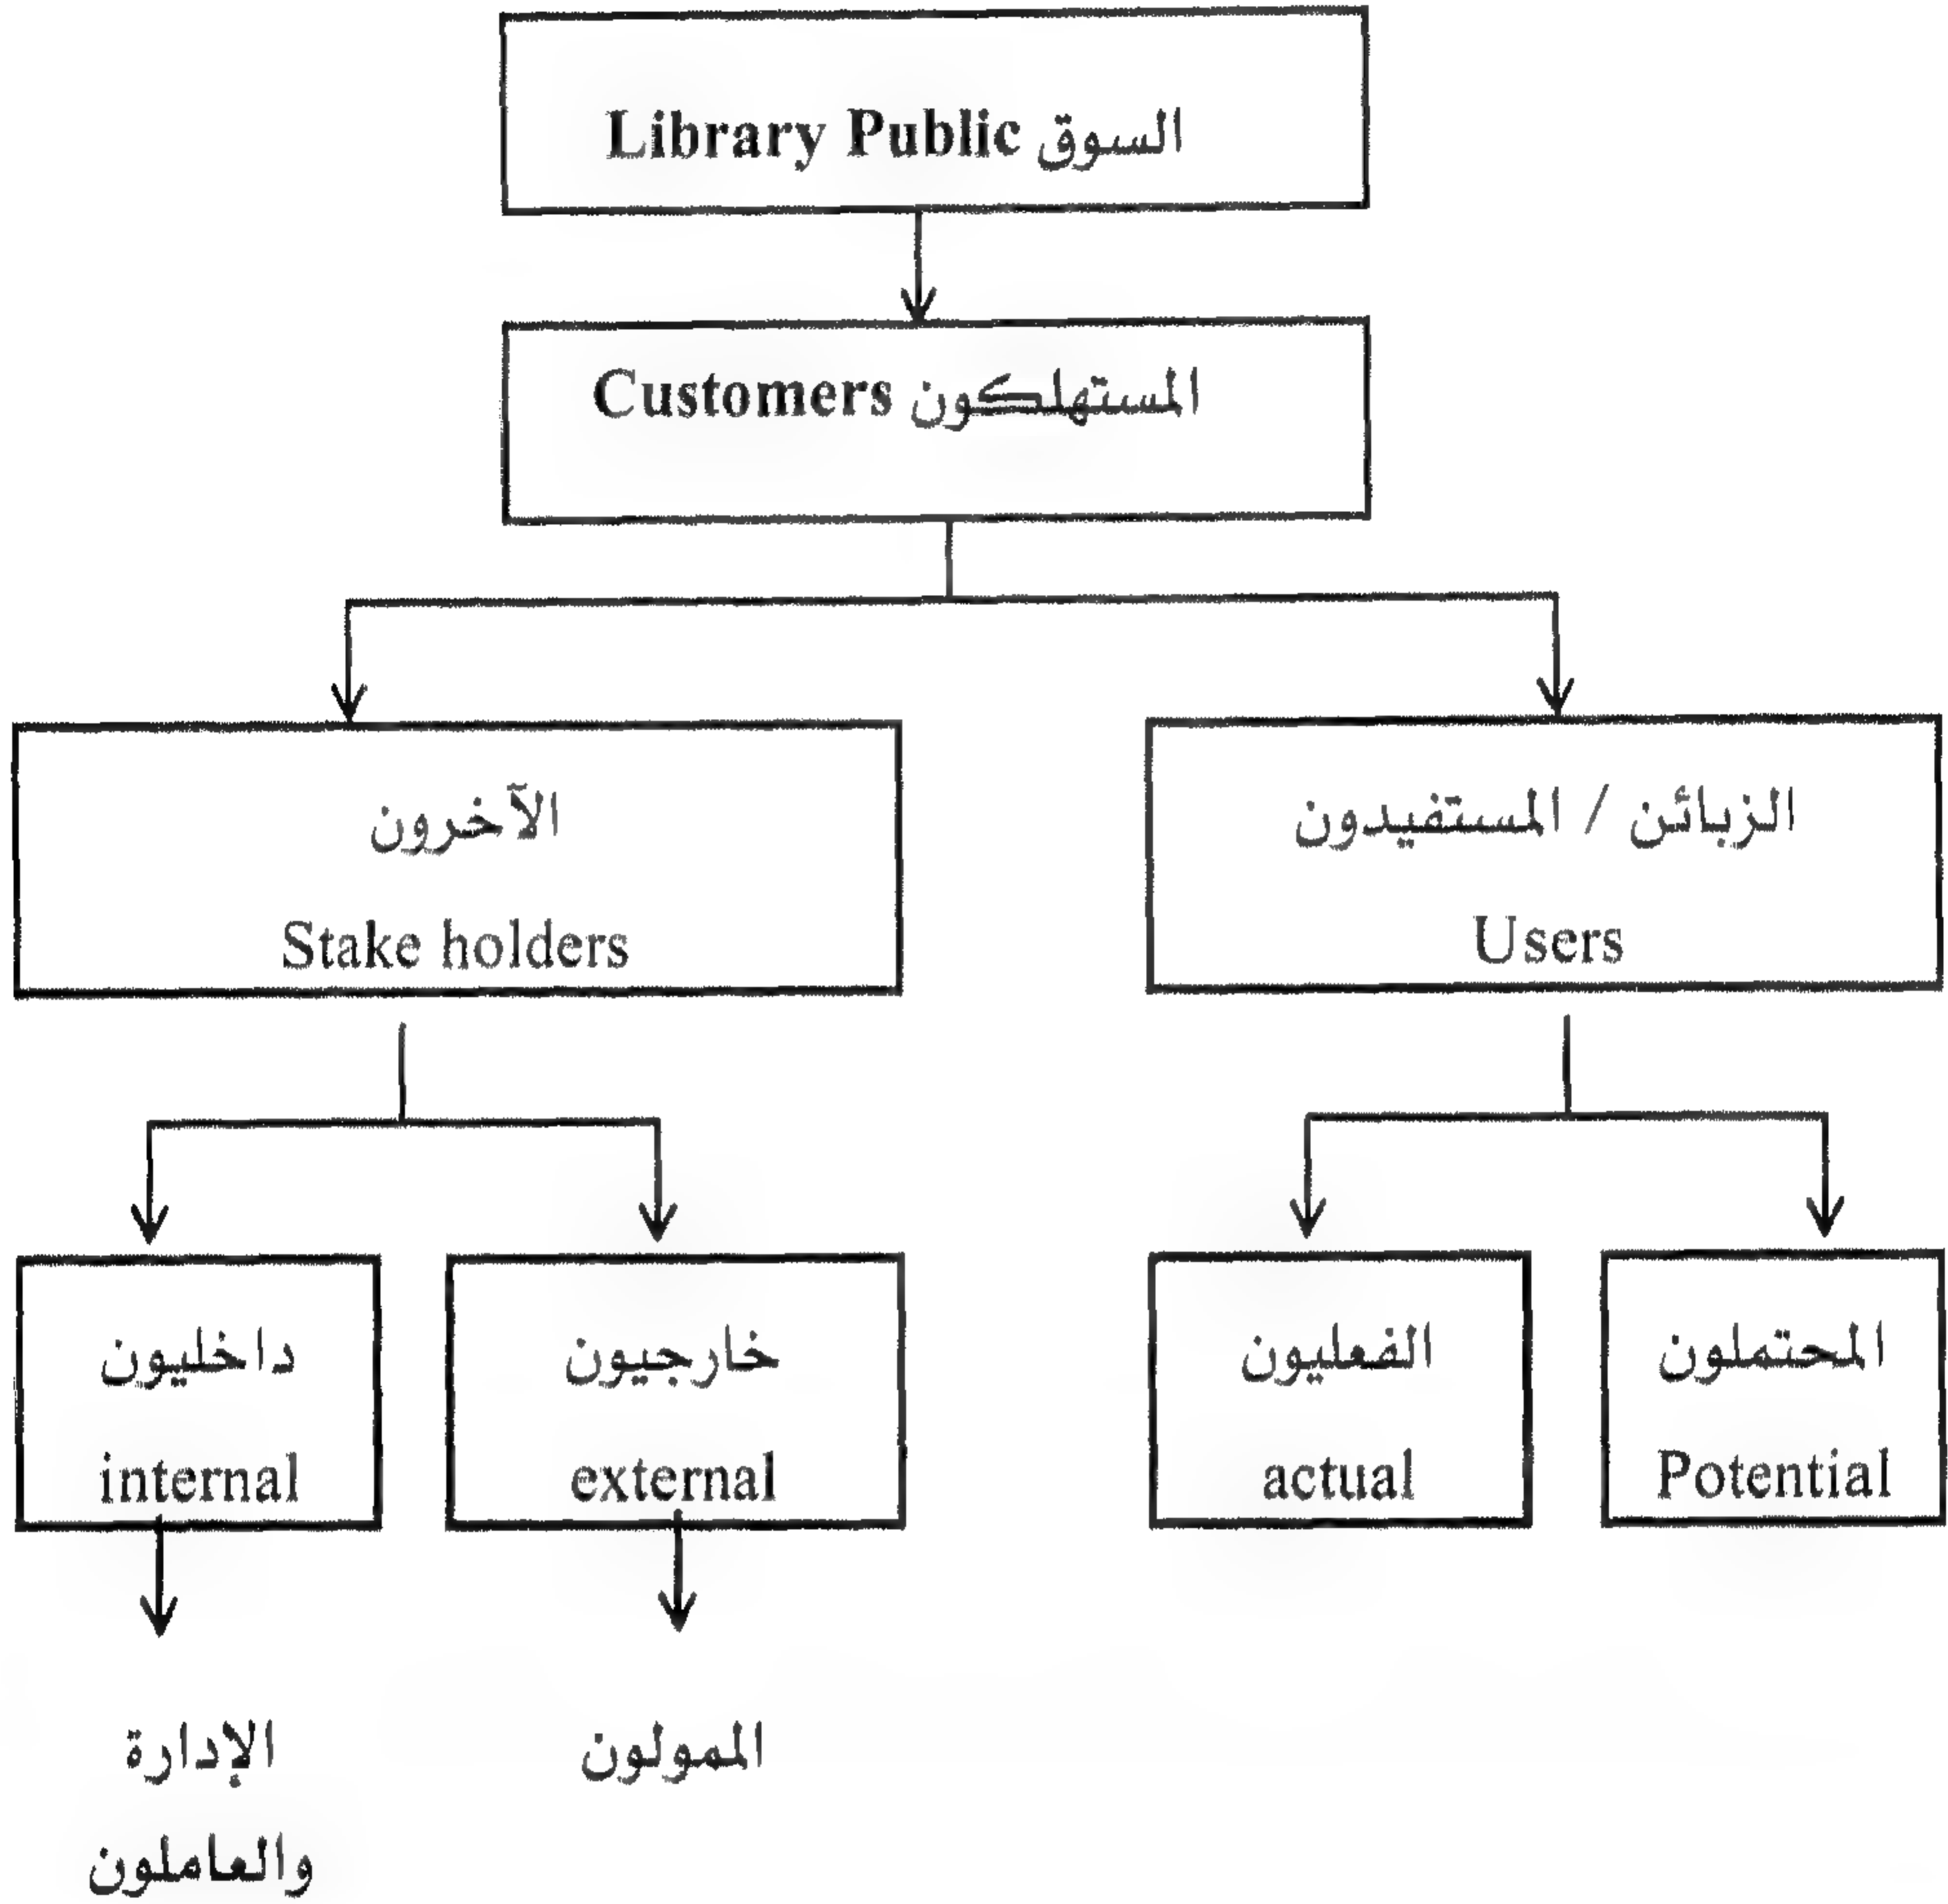 السوق Library Public
المستهلكون Customers
الزبائن / المستفيدون
Users
الآخرون
Stake holders
المحتملون
Potential
الفعليون
actual
خارجيون
external
داخليون
internal
الممولون
الإدارة
والعاملون